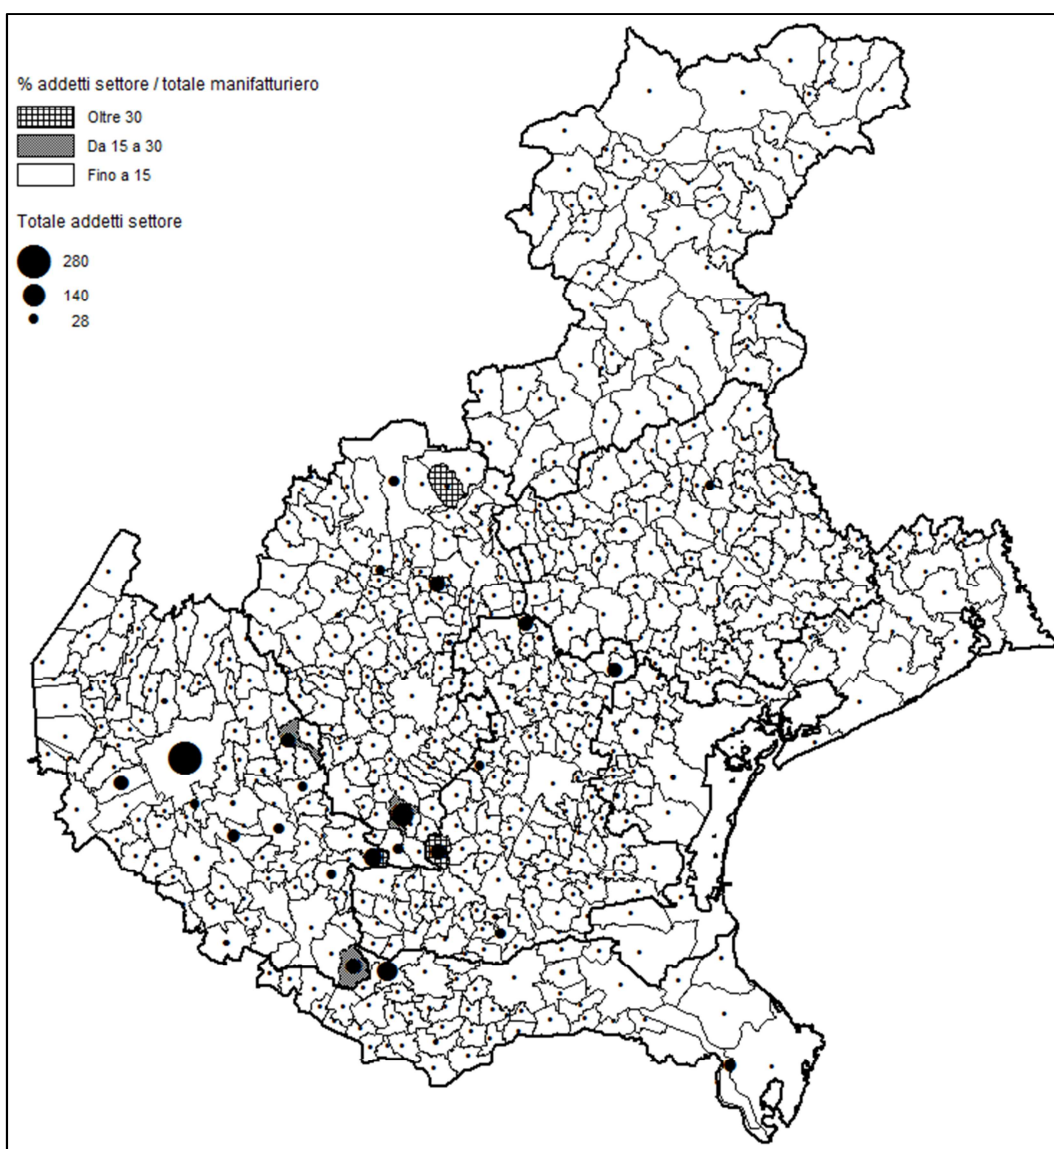 % addetti settore / totale manifatturiero
Oltre 30
Da 15 a 30
Fino a 15
Totale addetti settore
280
140
28